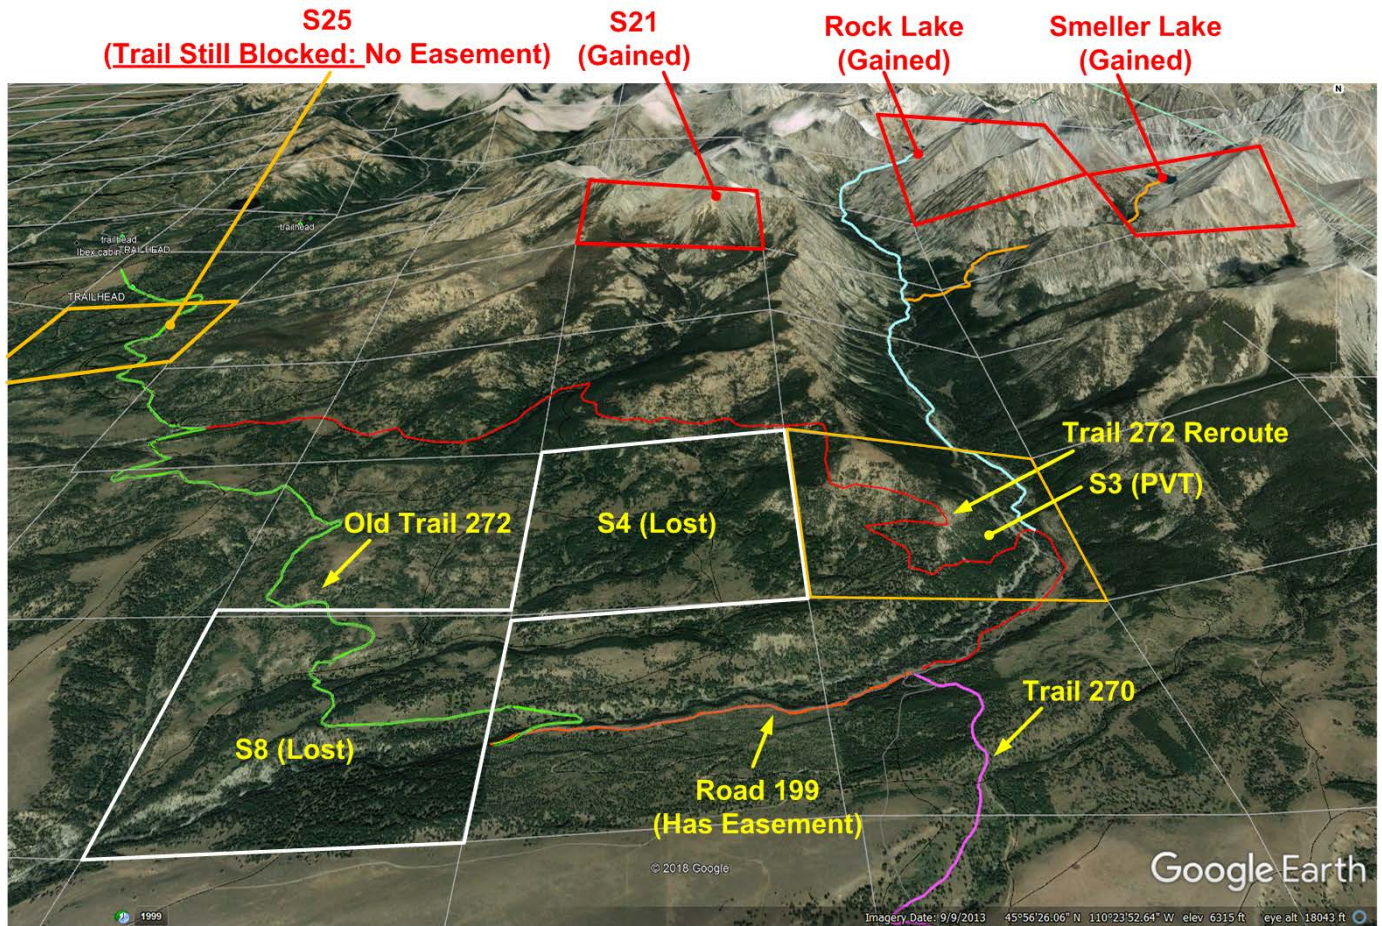 S25
(Trail Still Blocked: No Easement)
S21
(Gained)
Rock Lake
(Gained)
Smeller Lake
(Gained)
N
trailhead
trailhead
Ibex cabin TRAILHEAD
TRAILHEAD
Trail 272 Reroute
S3 (PVT)
Old Trail 272
S4 (Lost)
Trail 270
S8 (Lost)
Road 199
(Has Easement)
© 2018 Google
Google Earth
1999
Imagery Date: 9/9/2013 45°56'26.06" N 110°23'52.64" W elev 6315 ft eye alt 18043 ft